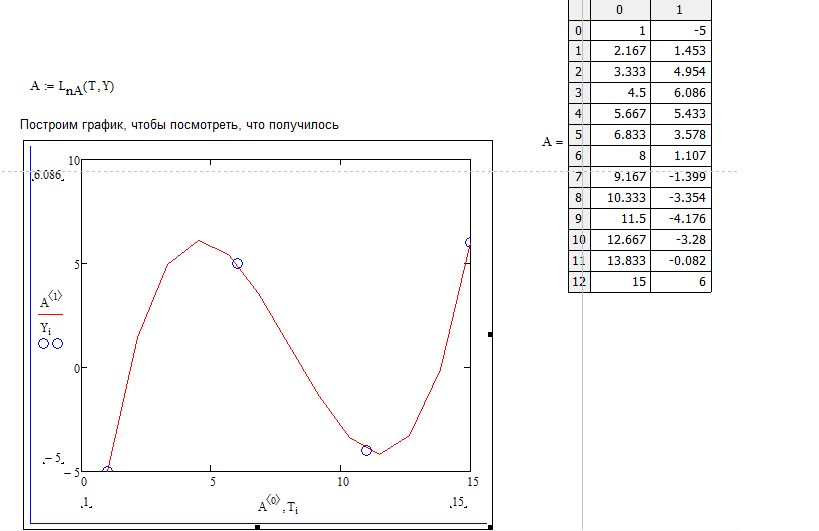 0 1
0 1 -5
1 2.167 1.453
2 3.333 4.954
3 4.5 6.086
4 5.667 5.433
5 6.833 3.578
6 8 1.107
7 9.167 -1.399
8 10.333 -3.354
9 11.5 -4.176
10 12.667 -3.28
11 13.833 -0.082
12 15 6
A =
A := LnA(T,Y)
Построим график, чтобы посмотреть, что получилось
10
6.086
5
A⟨1⟩
Yi
0
−5
−5
0 5 10 15
1 A⟨0⟩,Ti 15